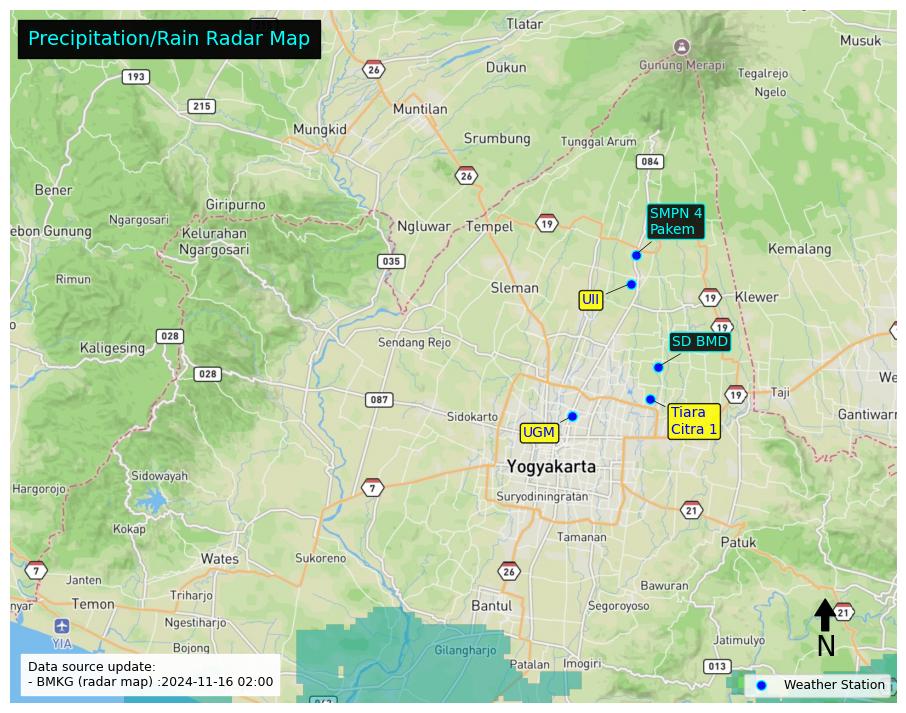 Precipitation/Rain Radar Map
Tlatar
Musuk
26
193
Dukun
Gunung Merapi
Tegalrejo
Ngelo
215
Muntilan
Mungkid
Srumbung
Tunggal Arum
084
26
Bener
Giripurno
Ngargosari
SMPN 4
Pakem
ebon Gunung
Kelurahan
Ngargosari
Ngluwar
Tempel
19
Kemalang
035
Rimun
UII
Sleman
19
Klewer
19
028
Kaligesing
Sendang Rejo
SD BMD
We
028
087
19
Taji
Sidokarto
Tiara
Citra 1
Gantiwarn
UGM
Yogyakarta
Hargorojo
Sidowayah
7
Suryodiningratan
21
Kokap
Tamanan
Patuk
Wates
Sukoreno
7
26
Janten
Bawuran
Temon
Triharjo
Bantul
Segoroyoso
21
nyar
Ngestiharjo
YIA
Bojong
Gilangharjo
Jatimulyo
N
Patalan
Imogiri
013
Data source update:
- BMKG (radar map) :2024-11-16 02:00
Weather Station